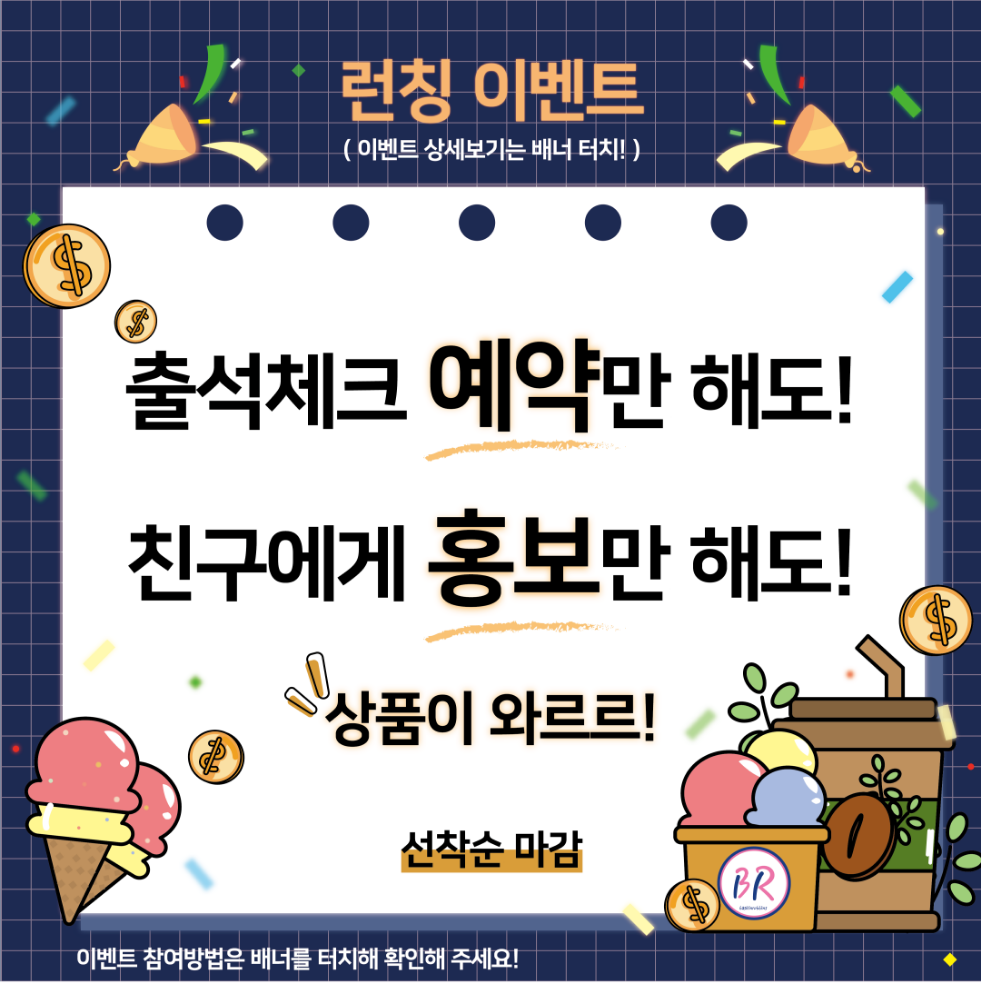 런칭 이벤트
( 이벤트 상세보기는 배너 터치! )
출석체크 예약만 해도!
친구에게 홍보만 해도!
상품이 와르르!
선착순 마감
BR
이벤트 참여방법은 배너를 터치해 확인해 주세요!